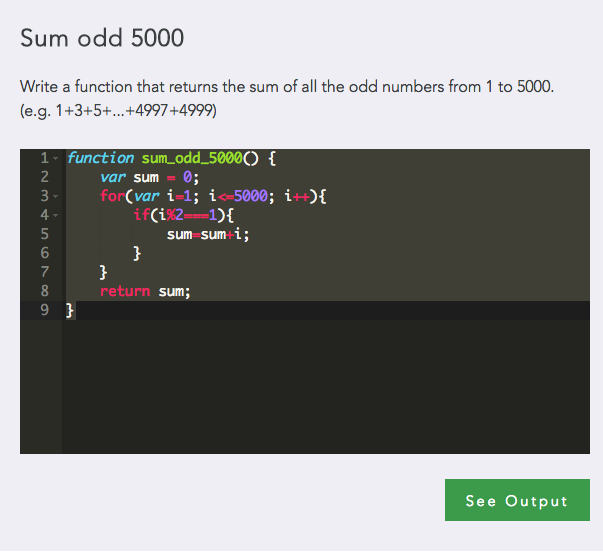 Sum odd 5000
Write a function that returns the sum of all the odd numbers from 1 to 5000.
(e.g. 1+3+5+...+4997+4999)
1 function sum_odd_5000() {
2     var sum = 0;
3     for(var i=1; i<=5000; i++){
4         if(i%2===1){
5             sum=sum+i;
6         }
7     }
8     return sum;
9 }
See Output